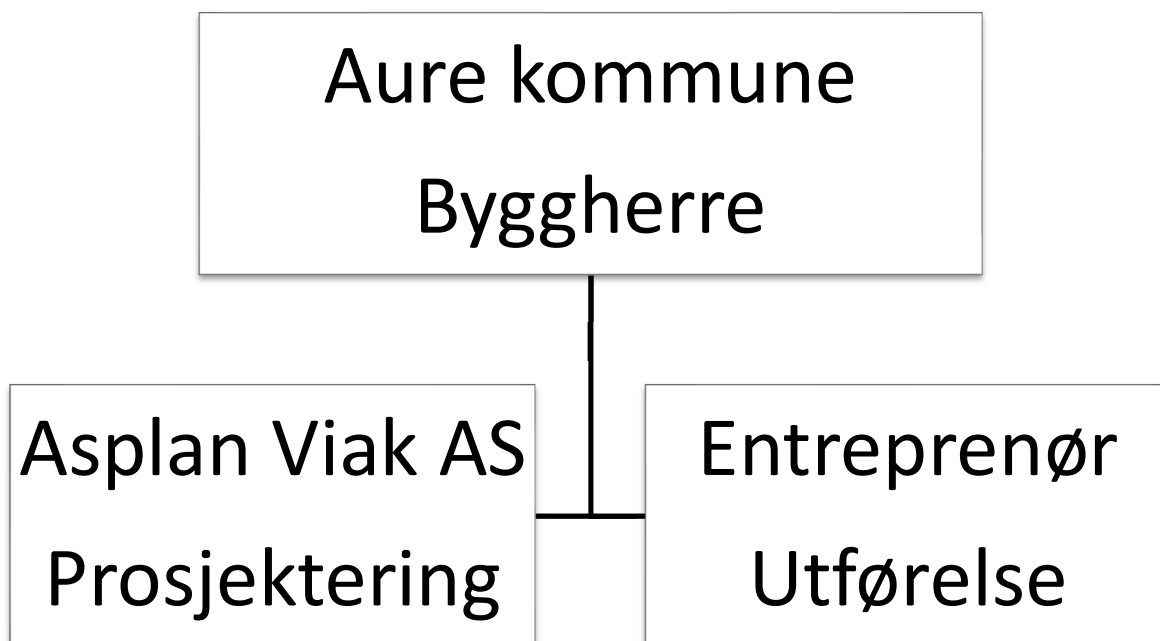 Aure kommune
Byggherre
Asplan Viak AS
Prosjektering
Entreprenør
Utførelse